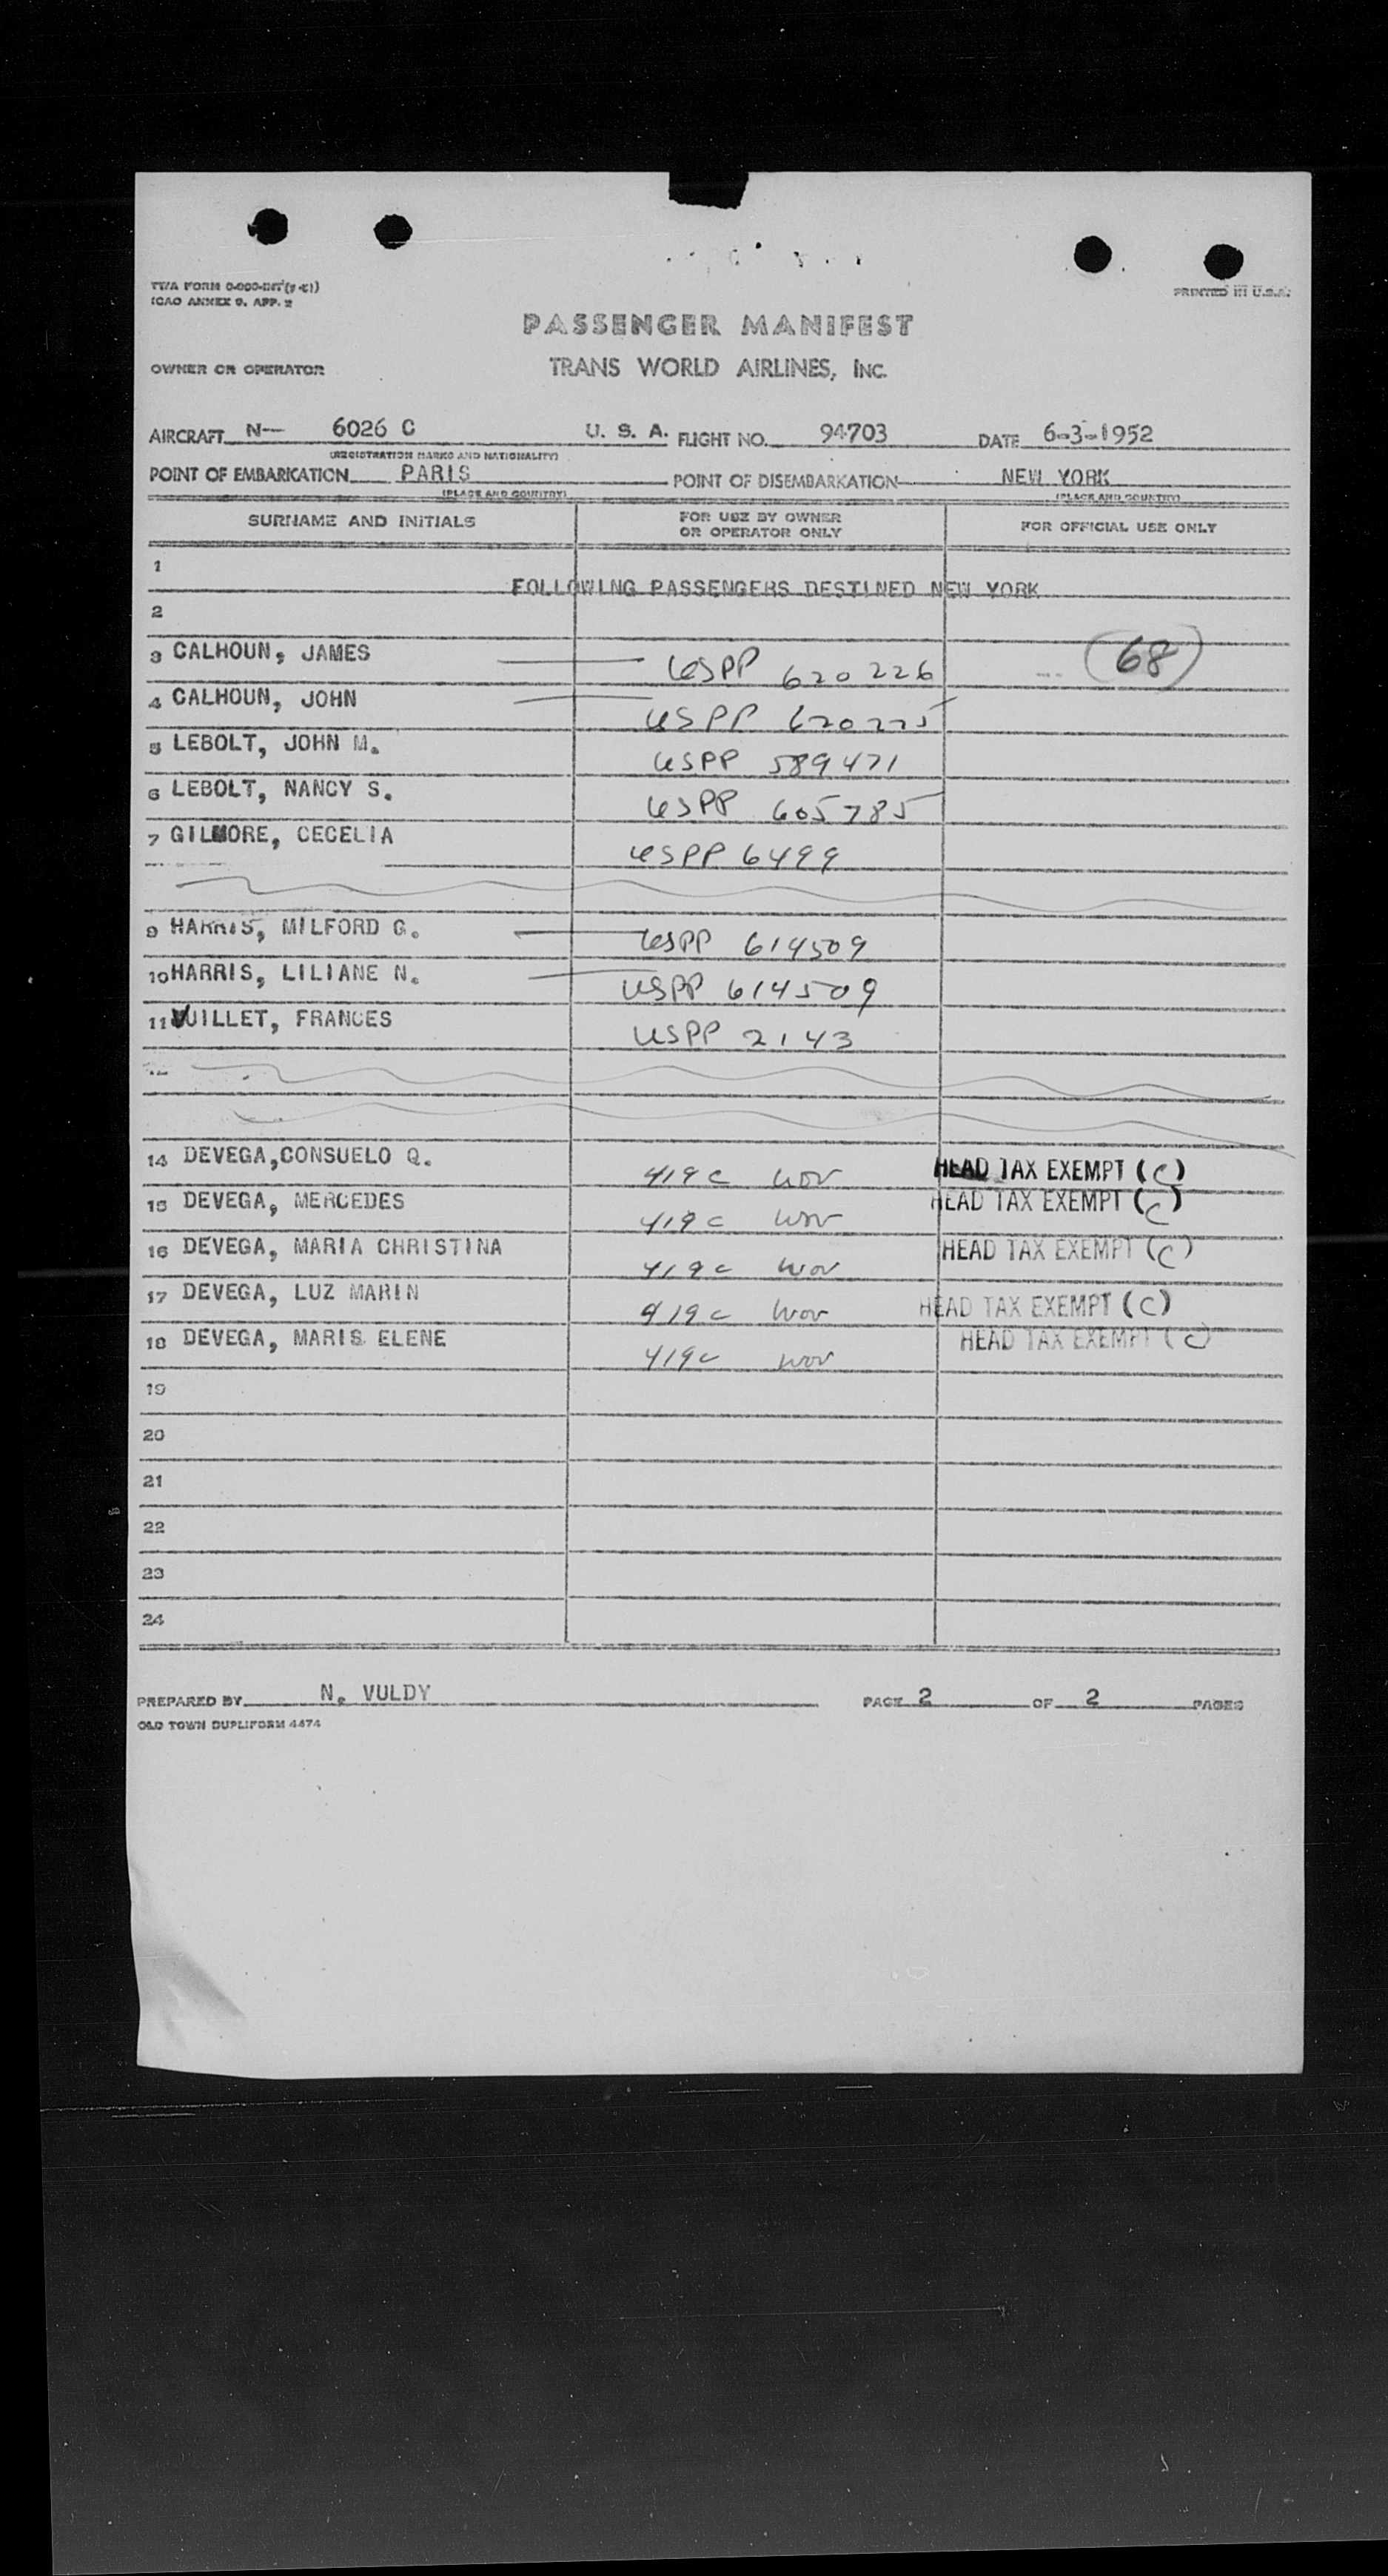 TWA FORM
ICAO ANNEX 9. APP. 2
PRINTED IN U.S.A.
PASSENGER MANIFEST
OWNER OR OPERATOR
TRANS WORLD AIRLINES, INC.
AIRCRAFT N— 6026 C U. S. A. FLIGHT NO. 94703 DATE 6-3-1952
(REGISTRATION MARKS AND NATIONALITY)
POINT OF EMBARKATION PARIS POINT OF DISEMBARKATION NEW YORK
(PLACE AND COUNTRY) (PLACE AND COUNTRY)
SURNAME AND INITIALS FOR USE BY OWNER OR OPERATOR ONLY FOR OFFICIAL USE ONLY
1
FOLLOWING PASSENGERS DESTINED NEW YORK
2
3 CALHOUN, JAMES USPP 620226 (68)
4 CALHOUN, JOHN USPP 620225
5 LEBOLT, JOHN M. USPP 589471
6 LEBOLT, NANCY S. USPP 605785
7 GILMORE, CECELIA USPP 6499
9 HARRIS, MILFORD G. USPP 614509
10 HARRIS, LILIANE N. USPP 614509
11 VUILLET, FRANCES USPP 2143
14 DEVEGA,CONSUELO Q. 419c HEAD TAX EXEMPT (C)
15 DEVEGA, MERCEDES 419c HEAD TAX EXEMPT (C)
16 DEVEGA, MARIA CHRISTINA 419c HEAD TAX EXEMPT (C)
17 DEVEGA, LUZ MARIN 419c HEAD TAX EXEMPT (C)
18 DEVEGA, MARIS ELENE 419c HEAD TAX EXEMPT (C)
19
20
21
22
23
24
PREPARED BY N. VULDY PAGE 2 OF 2 PAGES
OLD TOWN DUPLIFORM 4474